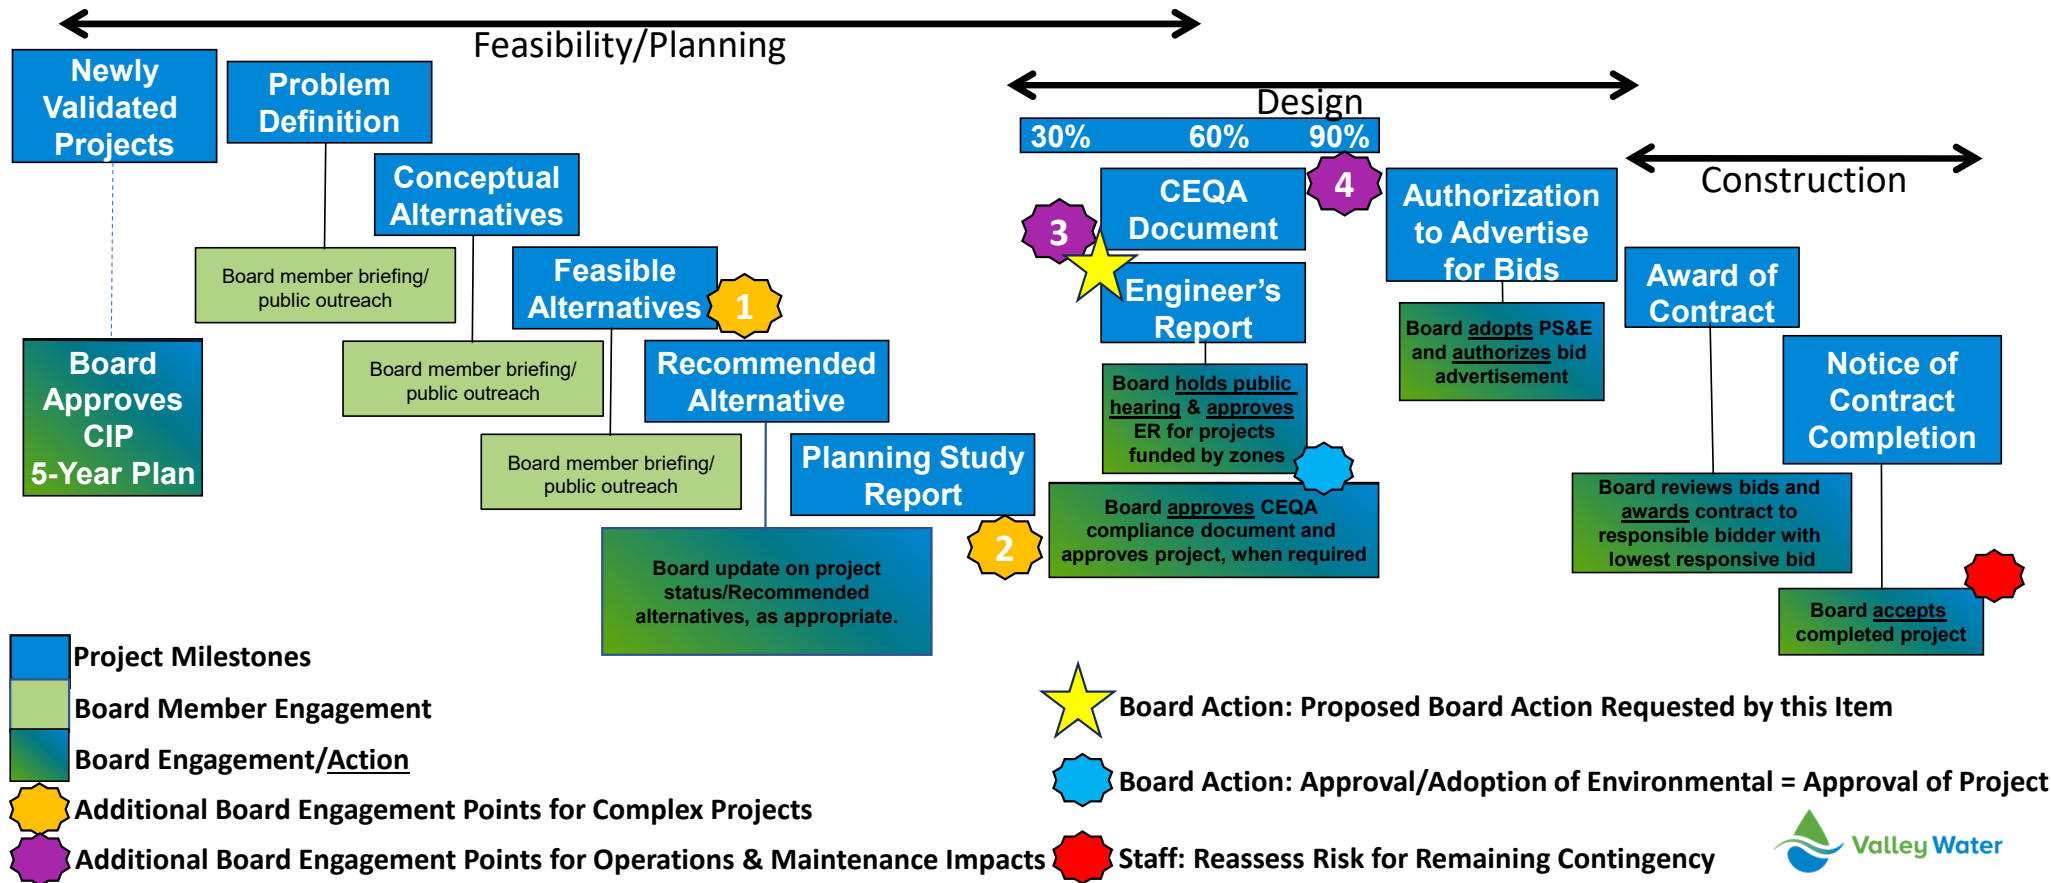 Feasibility/Planning
Newly
Validated
Projects
Problem
Definition
Conceptual
Alternatives
Feasible
Alternatives
1
Recommended
Alternative
Planning Study
Report
2
Board
Approves
CIP
5-Year Plan
Board member briefing/
public outreach
Board member briefing/
public outreach
Board member briefing/
public outreach
Board update on project
status/Recommended
alternatives, as appropriate.
Design
30% 60% 90%
CEQA
Document
3
4
Engineer's
Report
Board holds public
hearing & approves
ER for projects
funded by zones
Board approves CEQA
compliance document and
approves project, when required
Authorization
to Advertise
for Bids
Board adopts PS&E
and authorizes bid
advertisement
Construction
Award of
Contract
Board reviews bids and
awards contract to
responsible bidder with
lowest responsive bid
Notice of
Contract
Completion
Board accepts
completed project
Project Milestones
Board Member Engagement
Board Engagement/Action
Additional Board Engagement Points for Complex Projects
Additional Board Engagement Points for Operations & Maintenance Impacts
Board Action: Proposed Board Action Requested by this Item
Board Action: Approval/Adoption of Environmental = Approval of Project
Staff: Reassess Risk for Remaining Contingency
Valley Water